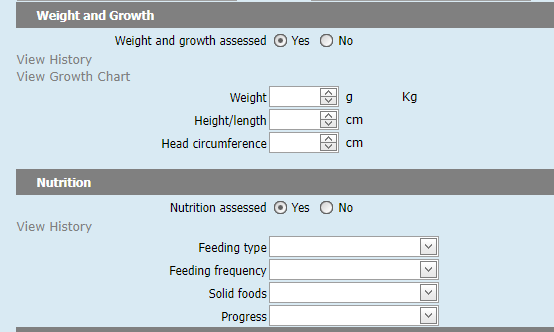 Weight and Growth
Weight and growth assessed Yes No
View History
View Growth Chart
Weight g Kg
Height/length cm
Head circumference cm
Nutrition
Nutrition assessed Yes No
View History
Feeding type
Feeding frequency
Solid foods
Progress